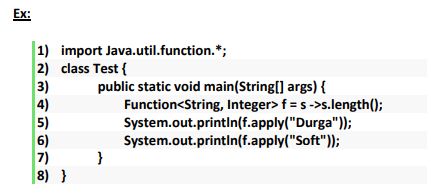 Ex:
1) import Java.util.function.*;
2) class Test {
3) public static void main(String[] args) {
4) Function<String, Integer> f = s ->s.length();
5) System.out.println(f.apply("Durga"));
6) System.out.println(f.apply("Soft"));
7) }
8) }